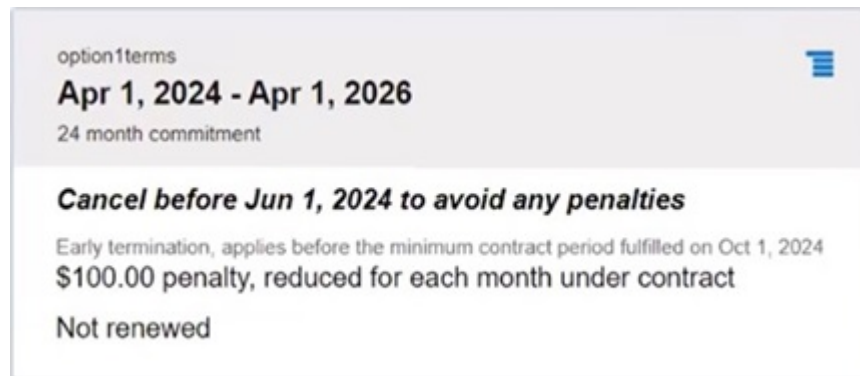 option1terms
Apr 1, 2024 - Apr 1, 2026
24 month commitment
Cancel before Jun 1, 2024 to avoid any penalties
Early termination, applies before the minimum contract period fulfilled on Oct 1, 2024
$100.00 penalty, reduced for each month under contract
Not renewed